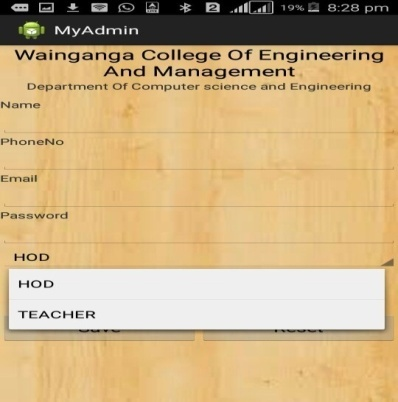 19% 8:28 pm
MyAdmin
Wainganga College Of Engineering
And Management
Department Of Computer science and Engineering
Name
PhoneNo
Email
Password
HOD
HOD
TEACHER
Save Reset